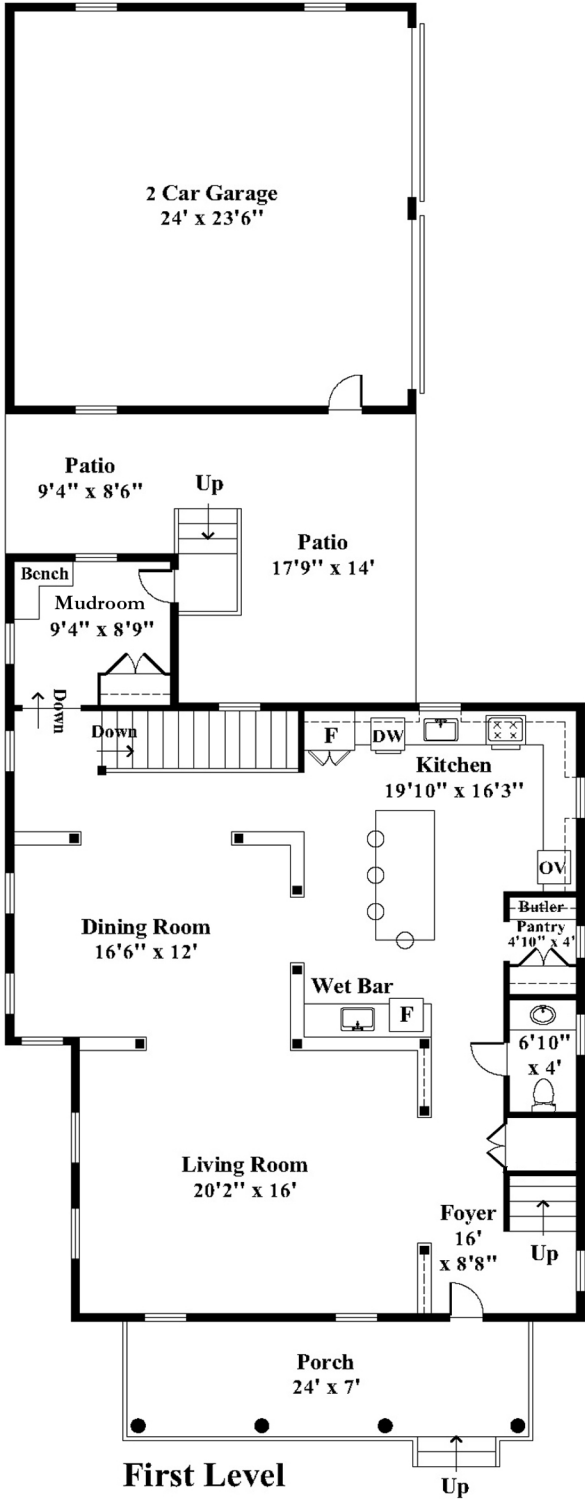 2 Car Garage
24' x 23'6"
Patio
9'4" x 8'6"
Up
Patio
17'9" x 14'
Bench
Mudroom
9'4" x 8'9"
Down
Down
F
DW
Kitchen
19'10" x 16'3"
OV
Butler
Pantry
4'10" x 4'
Dining Room
16'6" x 12'
Wet Bar
F
6'10"
x 4'
Living Room
20'2" x 16'
Foyer
16'
x 8'8"
Up
Porch
24' x 7'
First Level
Up